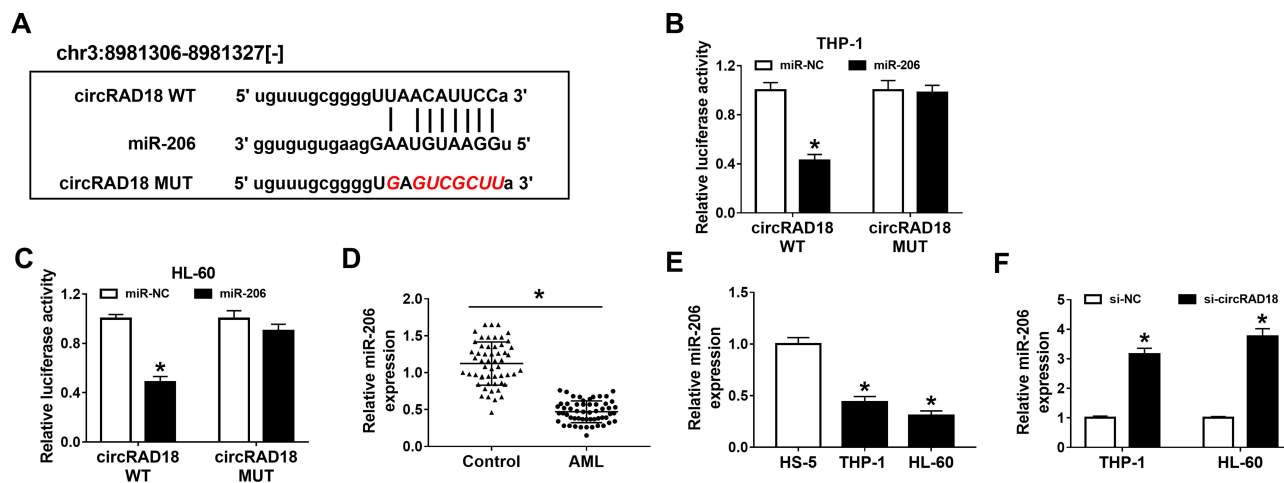 A
chr3:8981306-8981327[-]
circRAD18 WT 5' uguuugcggggUUAACAUUCCa 3'
miR-206 3' ggugugugaagGAAUGUAAGGu 5'
circRAD18 MUT 5' uguuugcggggUGAGUCGCUUa 3'
B
THP-1
miR-NC miR-206
Relative luciferase activity
1.2
0.8
0.4
0.0
*
circRAD18 WT
circRAD18 MUT
C
HL-60
miR-NC miR-206
Relative luciferase activity
1.2
0.8
0.4
0.0
*
circRAD18 WT
circRAD18 MUT
D
Relative miR-206
expression
2.0
1.5
1.0
0.5
0.0
*
Control AML
E
Relative miR-206
expression
1.5
1.0
0.5
0.0
*
*
HS-5 THP-1 HL-60
F
si-NC si-circRAD18
Relative miR-206
expression
5
4
3
2
1
0
*
*
THP-1 HL-60